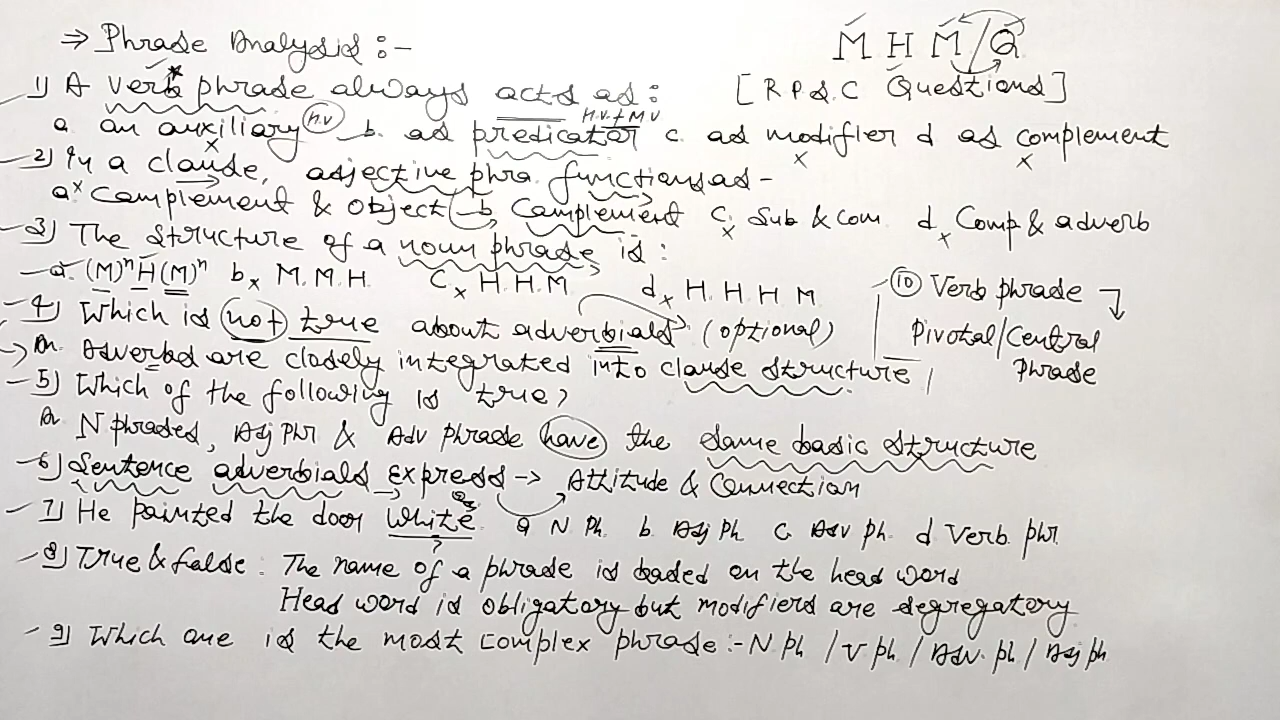 ⇒ Phrase Analysis :-
M H M/Q
[R.P.S.C Questions]
1) A verb* phrase always acts as:
H.V + M V
a. an auxiliary (H.V) b. as predicator c. as modifier d as complement
2) In a clause, adjective phra. functions as -
a× Complement & Object b Complement c. Sub & com d. Comp & adverb
3) The structure of a noun phrase is:
a. (M)ⁿ H (M)ⁿ b× M. M. H. c× H. H. M d× H. H. H M
4) Which is not true about adverbials (optional)
An Adverbs are closely integrated into clause structure
10 Verb phrase
Pivotal/Central
Phrase
5) Which of the following is true?
An N phrases, Adj Phr & Adv phrase have the same basic structure
6) Sentence adverbials express → Attitude & Connection
7) He painted the door white a N Ph. b. Adj Ph c. Adv ph. d Verb phr
8) True & false : The name of a phrase is based on the head word
Head word is obligatory but modifiers are segregatory
9) Which one is the most complex phrase :- N. ph / V ph / Adv. ph / Adj ph